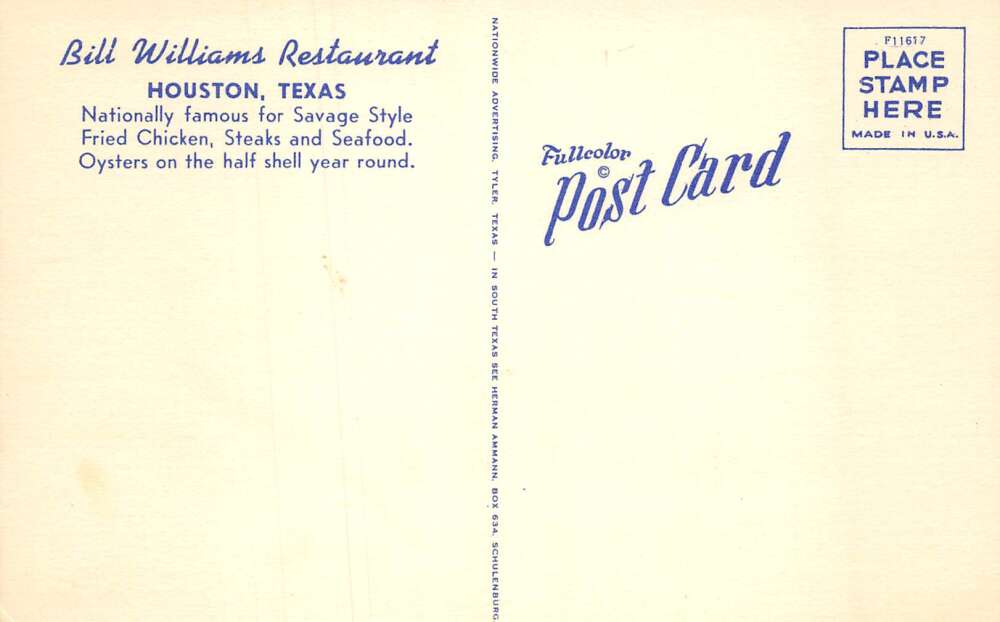 Bill Williams Restaurant
HOUSTON, TEXAS
Nationally famous for Savage Style
Fried Chicken, Steaks and Seafood.
Oysters on the half shell year round.
NATIONWIDE ADVERTISING, TYLER, TEXAS — IN SOUTH TEXAS SEE HERMAN AMMANN, BOX 634, SCHULENBURG.
Fullcolor
©
Post Card
F11617
PLACE
STAMP
HERE
MADE IN U.S.A.